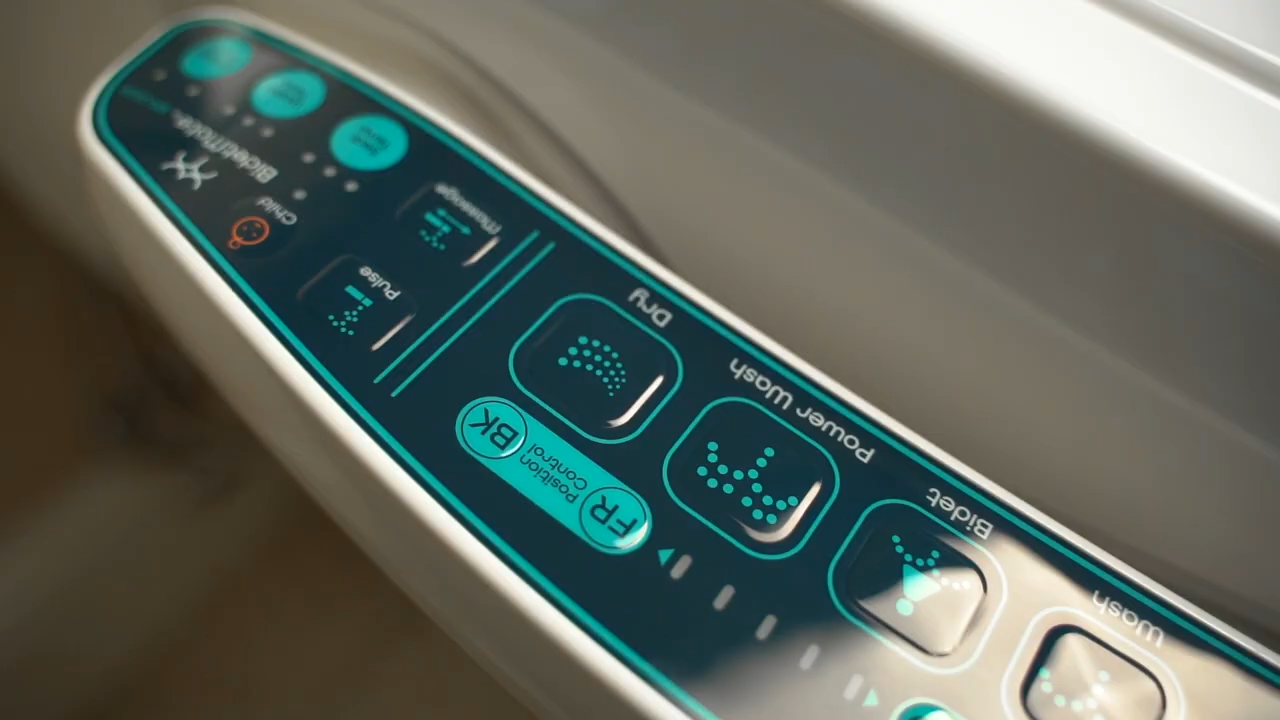 Wash
Bidet
Power Wash
Dry
FR
Position
Control
BK
Massage
Pulse
Child
Bidetmate